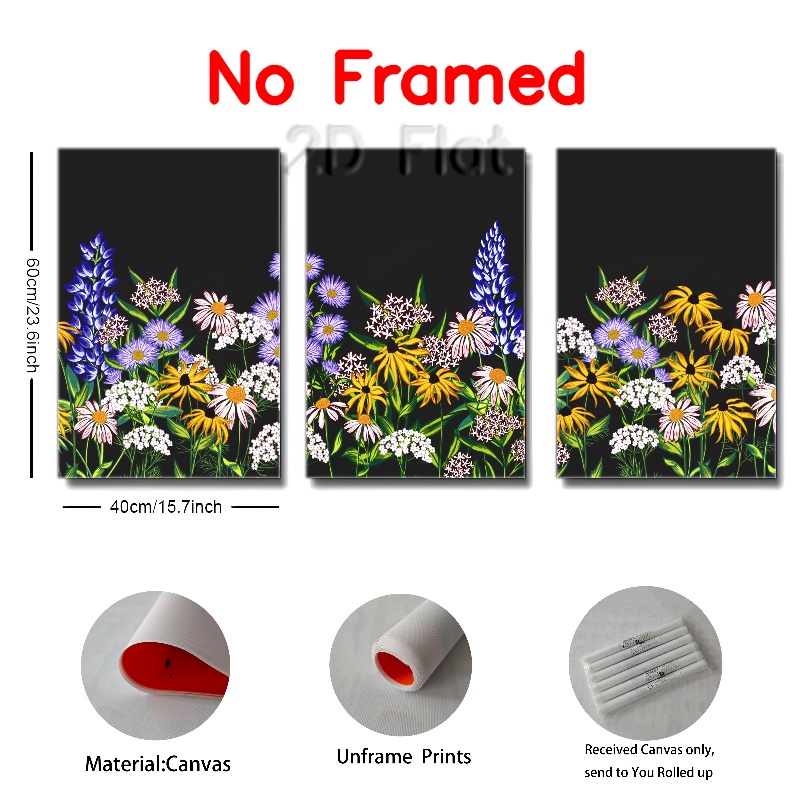 No Framed
2D Flat
60cm/23.6inch
40cm/15.7inch
Material:Canvas
Unframe Prints
Received Canvas only,
send to You Rolled up